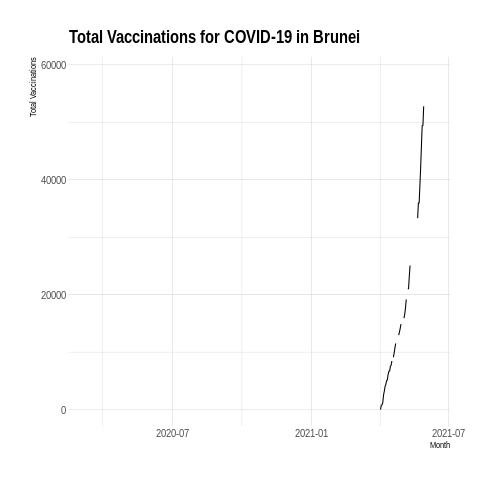 Total Vaccinations for COVID-19 in Brunei
Total Vaccinations
60000
40000
20000
0
2020-07
2021-01
2021-07
Month